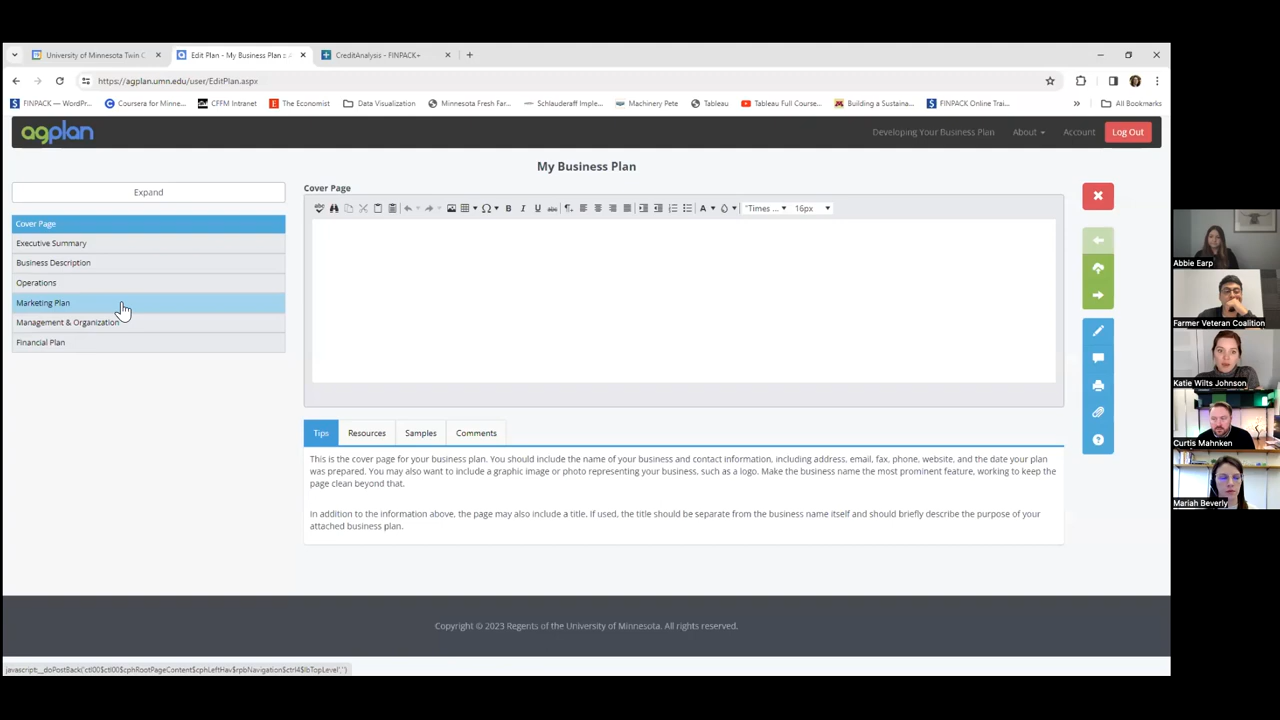 University of Minnesota Twin C
Edit Plan - My Business Plan ::
CreditAnalysis - FINPACK+
https://agplan.umn.edu/user/EditPlan.aspx
FINPACK — WordPr...
Coursera for Minne...
CFFM Intranet
The Economist
Data Visualization
Minnesota Fresh Far...
Schlauderaff Imple...
Machinery Pete
Tableau
Tableau Full Course...
Building a Sustaina...
FINPACK Online Trai...
All Bookmarks
agplan
Developing Your Business Plan
About
Account
Log Out
My Business Plan
Expand
Cover Page
Executive Summary
Business Description
Operations
Marketing Plan
Management & Organization
Financial Plan
Cover Page
"Times ...
16px
Tips
Resources
Samples
Comments
This is the cover page for your business plan. You should include the name of your business and contact information, including address, email, fax, phone, website, and the date your plan
was prepared. You may also want to include a graphic image or photo representing your business, such as a logo. Make the business name the most prominent feature, working to keep the
page clean beyond that.
In addition to the information above, the page may also include a title. If used, the title should be separate from the business name itself and should briefly describe the purpose of your
attached business plan.
Copyright © 2023 Regents of the University of Minnesota. All rights reserved.
javascript:__doPostBack('ctl00$ctl00$cphRootPageContent$cphLeftNav$rpbNavigation$ctrl4$lbTopLevel','')
Abbie Earp
Farmer Veteran Coalition
Katie Wilts Johnson
Curtis Mahnken
Mariah Beverly